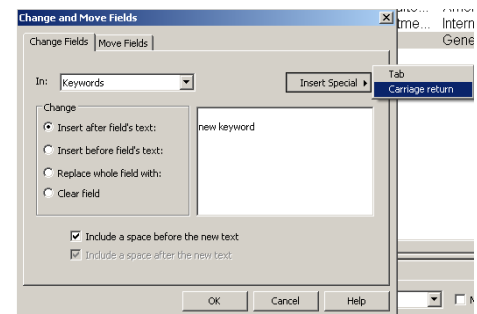 Change and Move Fields
tme... Intern
Gene
Change Fields Move Fields
In: Keywords Insert Special
Tab
Carriage return
Change
Insert after field's text:
Insert before field's text:
Replace whole field with:
Clear field
new keyword
Include a space before the new text
Include a space after the new text
OK Cancel Help